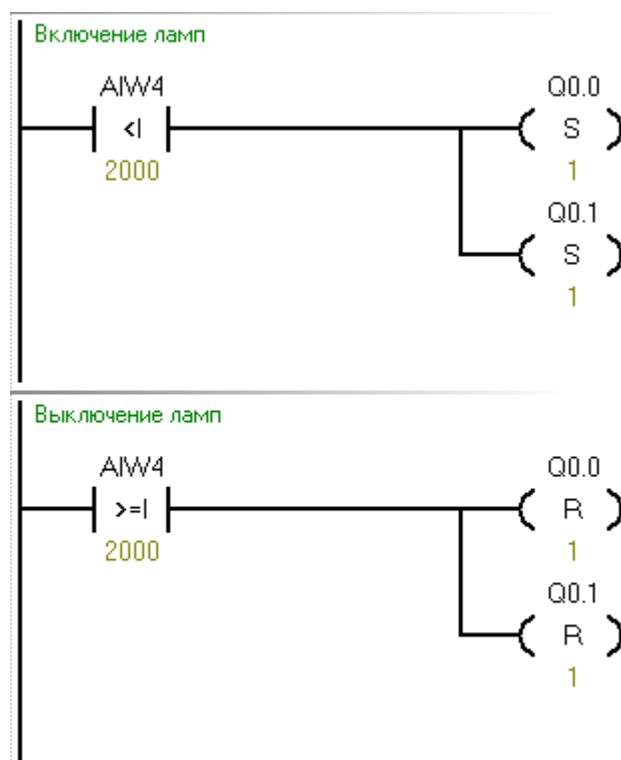 Включение ламп
AIW4
<I
2000
Q0.0
S
1
Q0.1
S
1
Выключение ламп
AIW4
>=I
2000
Q0.0
R
1
Q0.1
R
1